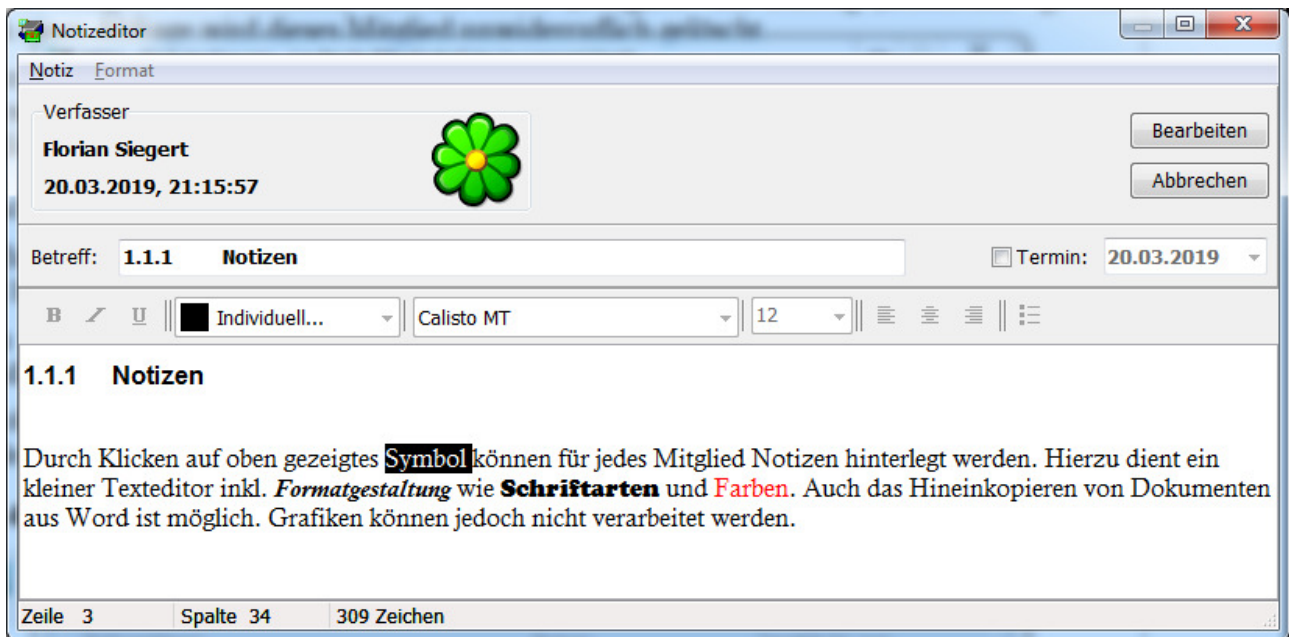 Notizeditor
Notiz Format
Verfasser
Florian Siegert
20.03.2019, 21:15:57
Bearbeiten
Abbrechen
Betreff: 1.1.1 Notizen
Termin: 20.03.2019
B I U Individuell... Calisto MT 12
1.1.1 Notizen
Durch Klicken auf oben gezeigtes Symbol können für jedes Mitglied Notizen hinterlegt werden. Hierzu dient ein
kleiner Texteditor inkl. Formatgestaltung wie Schriftarten und Farben. Auch das Hineinkopieren von Dokumenten
aus Word ist möglich. Grafiken können jedoch nicht verarbeitet werden.
Zeile 3 Spalte 34 309 Zeichen